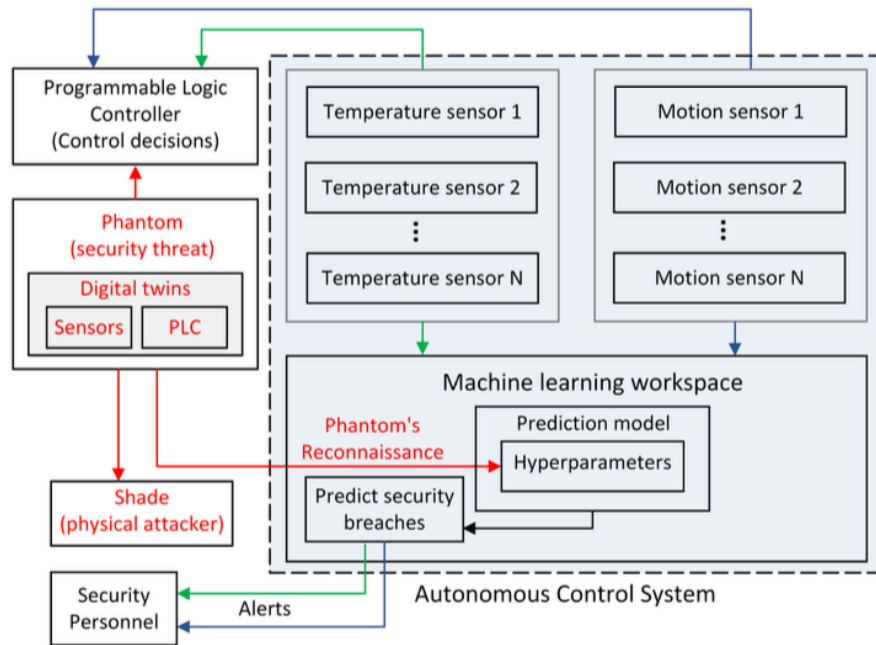 Programmable Logic
Controller
(Control decisions)
Temperature sensor 1
Temperature sensor 2
Temperature sensor N
Motion sensor 1
Motion sensor 2
Motion sensor N
Phantom
(security threat)
Digital twins
Sensors
PLC
Machine learning workspace
Prediction model
Hyperparameters
Phantom's
Reconnaissance
Predict security
breaches
Shade
(physical attacker)
Autonomous Control System
Security
Personnel
Alerts